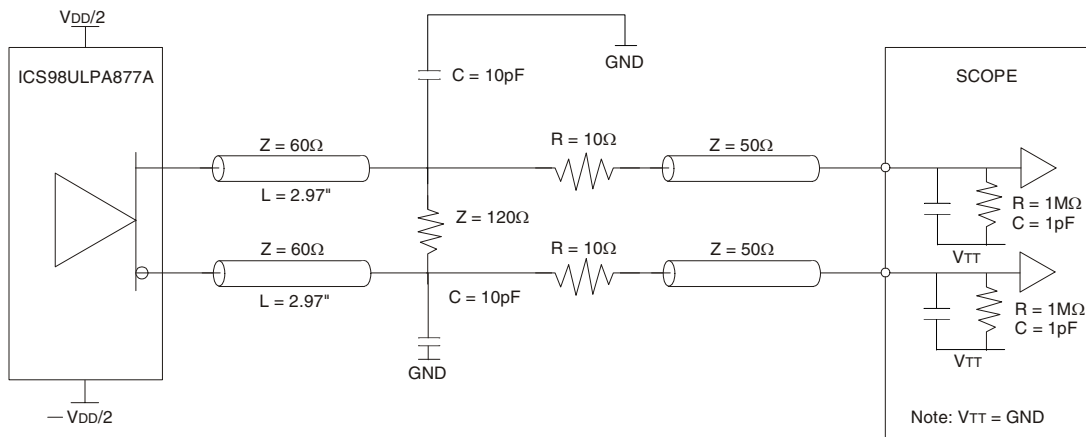 VDD/2
ICS98ULPA877A
GND
C = 10pF
SCOPE
Z = 60Ω
R = 10Ω
Z = 50Ω
L = 2.97"
Z = 120Ω
R = 1MΩ
C = 1pF
VTT
Z = 60Ω
R = 10Ω
Z = 50Ω
L = 2.97"
C = 10pF
R = 1MΩ
C = 1pF
VTT
GND
– VDD/2
Note: VTT = GND